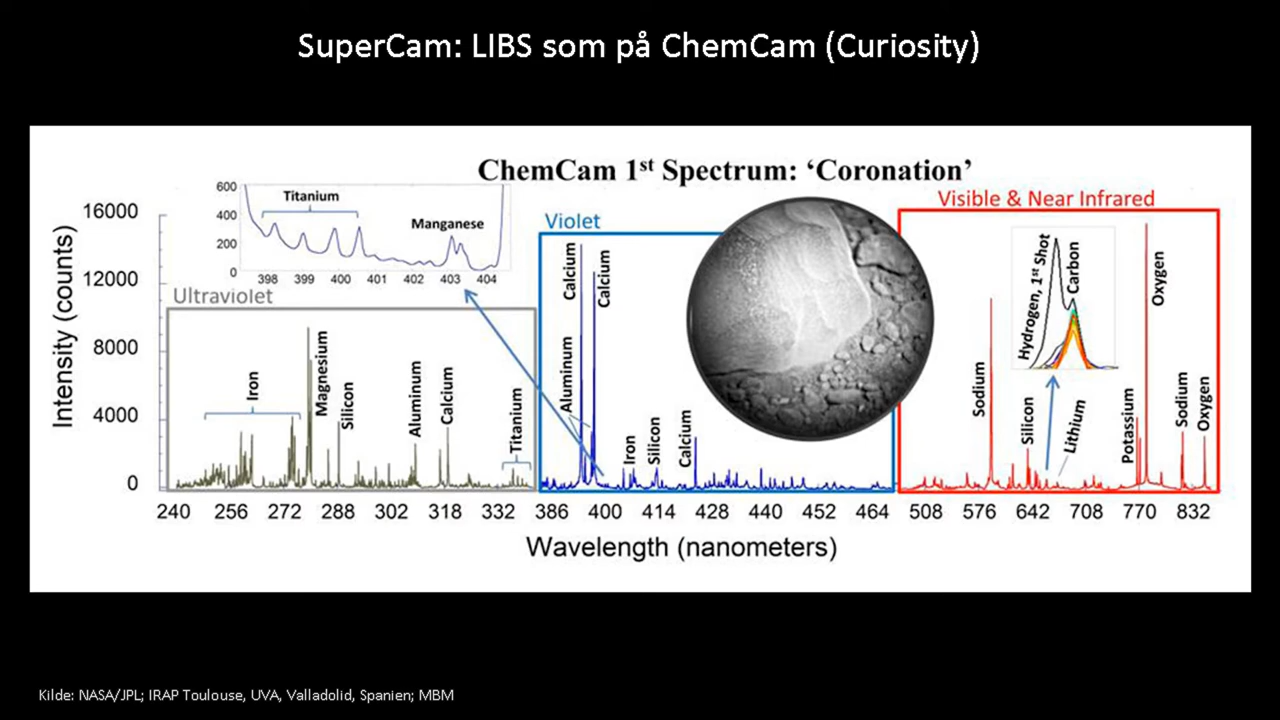 SuperCam: LIBS som på ChemCam (Curiosity)
ChemCam 1st Spectrum: ‘Coronation’
Intensity (counts)
16000
12000
8000
4000
0
600
400
200
0
Titanium
Manganese
398 399 400 401 402 403 404
Ultraviolet
Iron
Magnesium
Silicon
Aluminum
Calcium
Titanium
Violet
Aluminum
Calcium
Calcium
Iron
Silicon
Calcium
Visible & Near Infrared
Sodium
Silicon
Hydrogen, 1st Shot
Carbon
Lithium
Potassium
Oxygen
Sodium
Oxygen
240 256 272 288 302 318 332 386 400 414 428 440 452 464 508 576 642 708 770 832
Wavelength (nanometers)
Kilde: NASA/JPL; IRAP Toulouse, UVA, Valladolid, Spanien; MBM